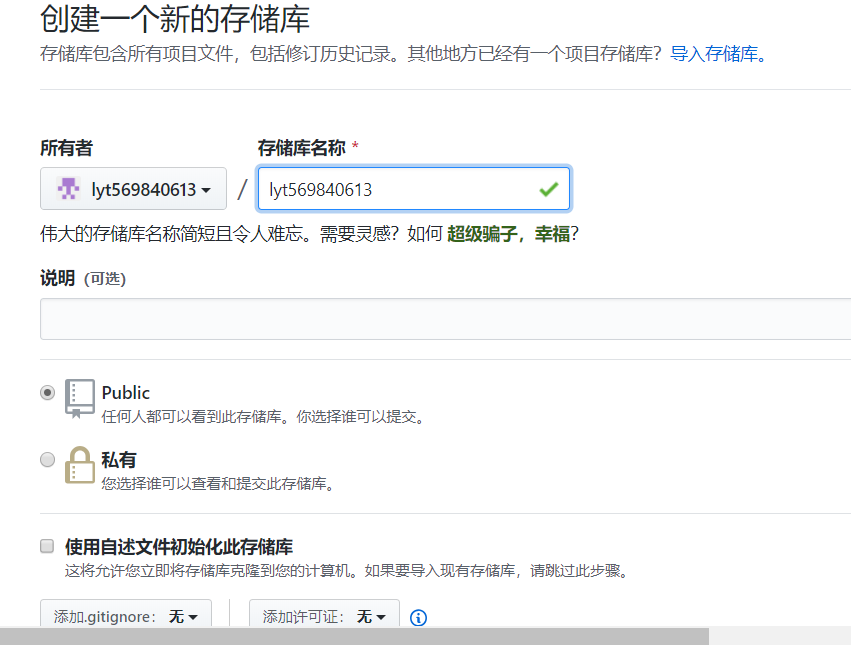 创建一个新的存储库
存储库包含所有项目文件，包括修订历史记录。其他地方已经有一个项目存储库？导入存储库。
所有者 存储库名称 *
lyt569840613 / lyt569840613
伟大的存储库名称简短且令人难忘。需要灵感？如何 超级骗子，幸福？
说明 (可选)
Public
任何人都可以看到此存储库。你选择谁可以提交。
私有
您选择谁可以查看和提交此存储库。
使用自述文件初始化此存储库
这将允许您立即将存储库克隆到您的计算机。如果要导入现有存储库，请跳过此步骤。
添加.gitignore： 无 添加许可证： 无